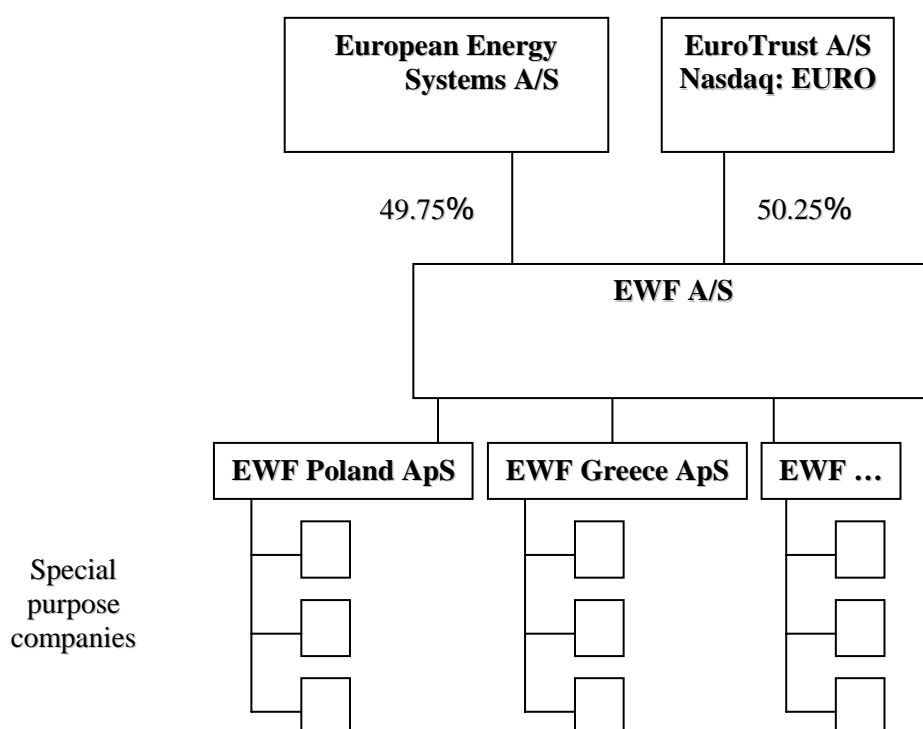 European Energy
Systems A/S
EuroTrust A/S
Nasdaq: EURO
49.75%
50.25%
EWF A/S
EWF Poland ApS
EWF Greece ApS
EWF …
Special
purpose
companies